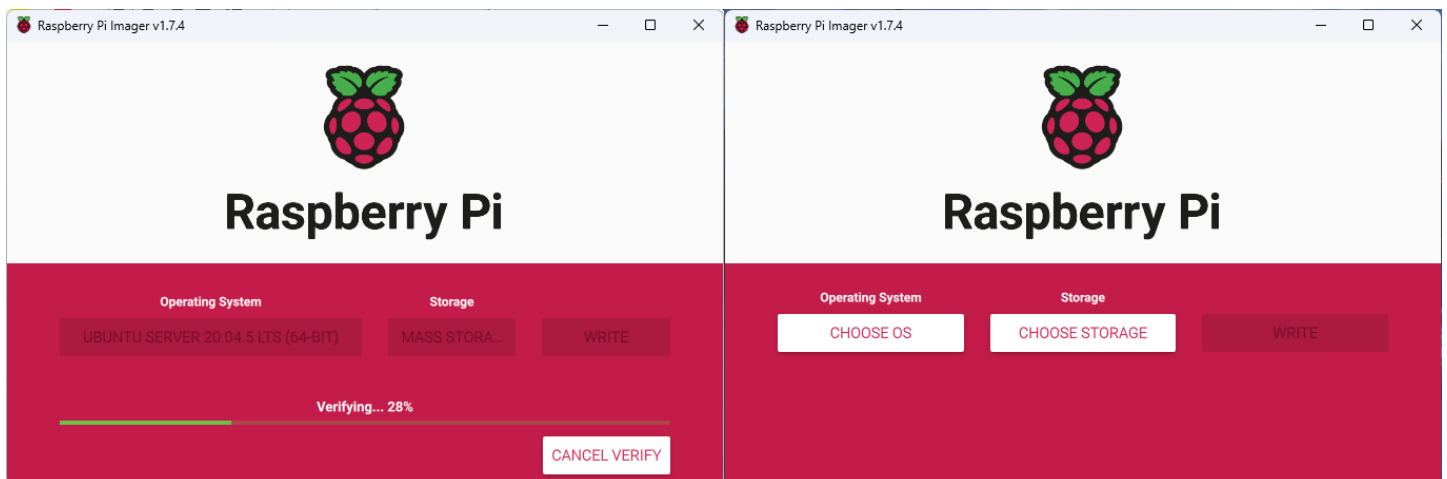 Raspberry Pi Imager v1.7.4
Raspberry Pi
Operating System
Storage
UBUNTU SERVER 20.04.5 LTS (64-BIT)
MASS STORA...
WRITE
Verifying... 28%
CANCEL VERIFY
Raspberry Pi Imager v1.7.4
Raspberry Pi
Operating System
Storage
CHOOSE OS
CHOOSE STORAGE
WRITE